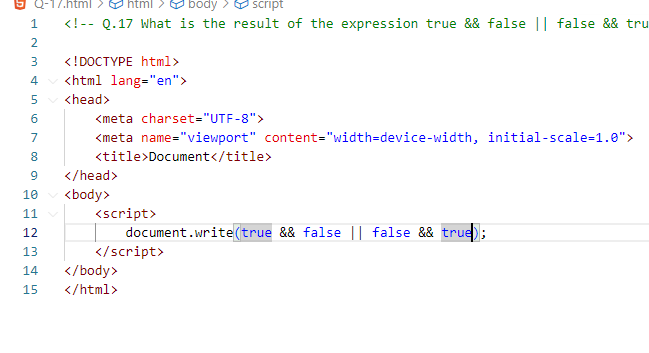 Q-17.html > html > body > script
1 <!-- Q.17 What is the result of the expression true && false || false && tru
2
3 <!DOCTYPE html>
4 <html lang="en">
5 <head>
6     <meta charset="UTF-8">
7     <meta name="viewport" content="width=device-width, initial-scale=1.0">
8     <title>Document</title>
9 </head>
10 <body>
11     <script>
12         document.write(true && false || false && true);
13     </script>
14 </body>
15 </html>